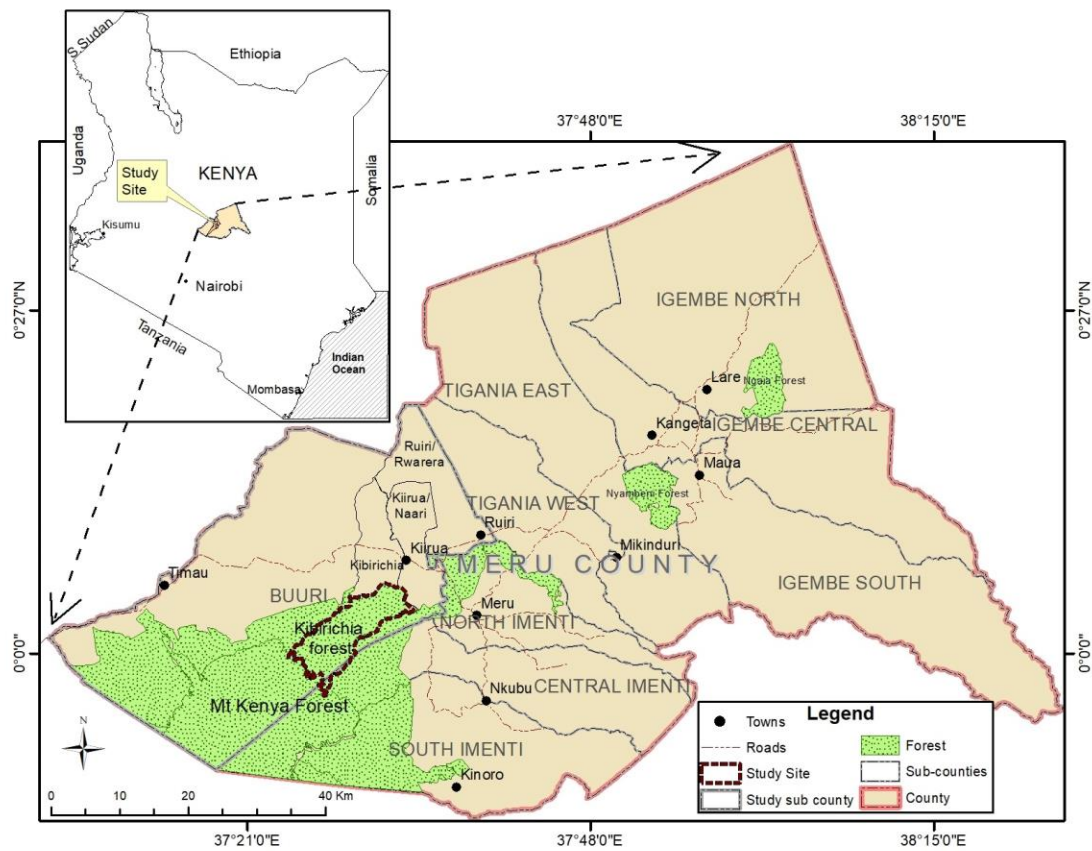 S.Sudan
Ethiopia
Uganda
KENYA
Somalia
Study
Site
Kisumu
Nairobi
Tanzania
Indian
Ocean
Mombasa
37°48'0"E
38°15'0"E
0°27'0"N
0°27'0"N
IGEMBE NORTH
Lare
Ngaia Forest
TIGANIA EAST
Kangeta
IGEMBE CENTRAL
Ruiri/
Rwarera
Maua
Kiirua/
Naari
Nyambeni Forest
TIGANIA WEST
Ruiri
Kiirua
Kibirichia
Mikinduri
MERU COUNTY
Timau
BUURI
IGEMBE SOUTH
Meru
NORTH IMENTI
Kibirichia
forest
0°0'0"
0°0'0"
CENTRAL IMENTI
Nkubu
Mt Kenya Forest
SOUTH IMENTI
Kinoro
N
0
10
20
40 Km
Legend
Towns
Roads
Study Site
Study sub county
Forest
Sub-counties
County
37°21'0"E
37°48'0"E
38°15'0"E